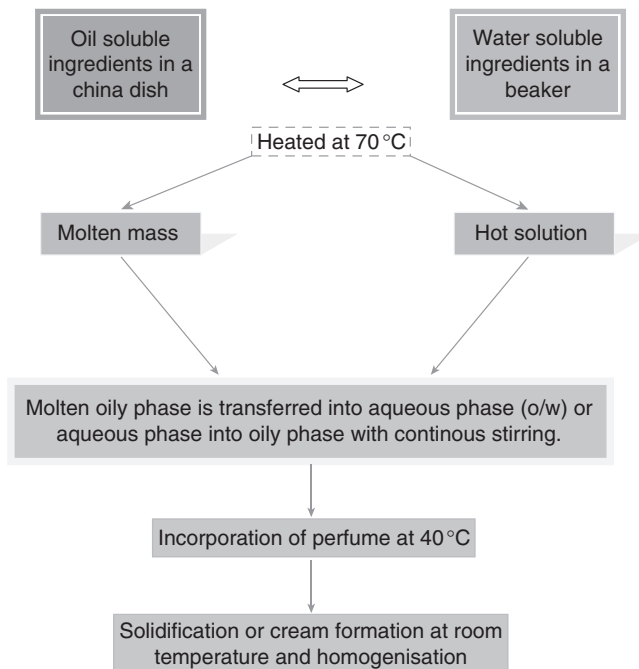 Oil soluble
ingredients in a
china dish
Water soluble
ingredients in a
beaker
Heated at 70 °C
Molten mass
Hot solution
Molten oily phase is transferred into aqueous phase (o/w) or
aqueous phase into oily phase with continous stirring.
Incorporation of perfume at 40 °C
Solidification or cream formation at room
temperature and homogenisation